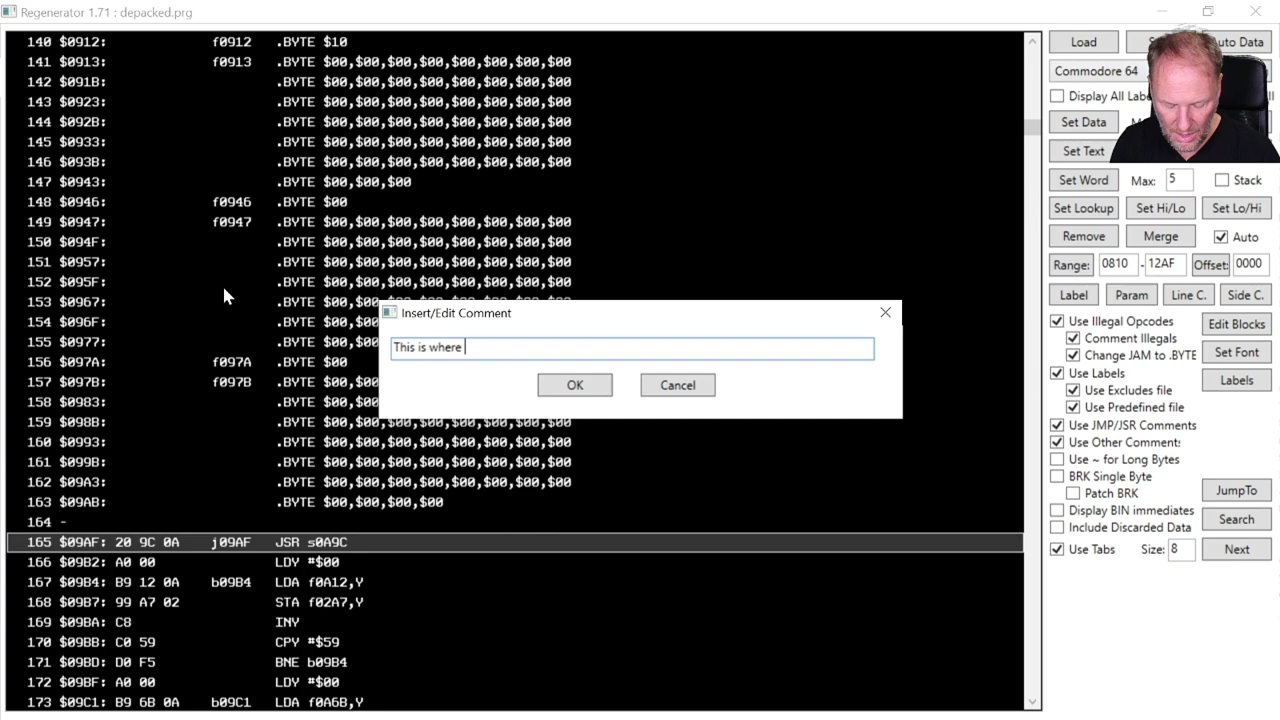 Regenerator 1.71 : depacked.prg
140 $0912: f0912 .BYTE $10
141 $0913: f0913 .BYTE $00,$00,$00,$00,$00,$00,$00,$00
142 $091B: .BYTE $00,$00,$00,$00,$00,$00,$00,$00
143 $0923: .BYTE $00,$00,$00,$00,$00,$00,$00,$00
144 $092B: .BYTE $00,$00,$00,$00,$00,$00,$00,$00
145 $0933: .BYTE $00,$00,$00,$00,$00,$00,$00,$00
146 $093B: .BYTE $00,$00,$00,$00,$00,$00,$00,$00
147 $0943: .BYTE $00,$00,$00
148 $0946: f0946 .BYTE $00
149 $0947: f0947 .BYTE $00,$00,$00,$00,$00,$00,$00,$00
150 $094F: .BYTE $00,$00,$00,$00,$00,$00,$00,$00
151 $0957: .BYTE $00,$00,$00,$00,$00,$00,$00,$00
152 $095F: .BYTE $00,$00,$00,$00,$00,$00,$00,$00
153 $0967: .BYTE $00,$00,$00,$00,$00,$00,$00,$00
154 $096F: .BYTE $00,$00
155 $0977: .BYTE $00,$00
156 $097A: f097A .BYTE $00
157 $097B: f097B .BYTE $00,$00
158 $0983: .BYTE $00,$00
159 $098B: .BYTE $00,$00,$00,$00,$00,$00,$00,$00
160 $0993: .BYTE $00,$00,$00,$00,$00,$00,$00,$00
161 $099B: .BYTE $00,$00,$00,$00,$00,$00,$00,$00
162 $09A3: .BYTE $00,$00,$00,$00,$00,$00,$00,$00
163 $09AB: .BYTE $00,$00,$00,$00
164 -
165 $09AF: 20 9C 0A j09AF JSR s0A9C
166 $09B2: A0 00 LDY #$00
167 $09B4: B9 12 0A b09B4 LDA f0A12,Y
168 $09B7: 99 A7 02 STA f02A7,Y
169 $09BA: C8 INY
170 $09BB: C0 59 CPY #$59
171 $09BD: D0 F5 BNE b09B4
172 $09BF: A0 00 LDY #$00
173 $09C1: B9 6B 0A b09C1 LDA f0A6B,Y
Insert/Edit Comment
This is where
OK Cancel
Load Data
Commodore 64
Display All
Set Data
Set Text
Set Word Max: 5 Stack
Set Lookup Set Hi/Lo Set Lo/Hi
Remove Merge Auto
Range: 0810 - 12AF Offset: 0000
Label Param Line C. Side C.
Use Illegal Opcodes Edit Blocks
Comment Illegals
Change JAM to .BYTE Set Font
Use Labels Labels
Use Excludes file
Use Predefined file
Use JMP/JSR Comments
Use Other Comments
Use ~ for Long Bytes
BRK Single Byte
Patch BRK JumpTo
Display BIN immediates
Include Discarded Data Search
Use Tabs Size: 8 Next